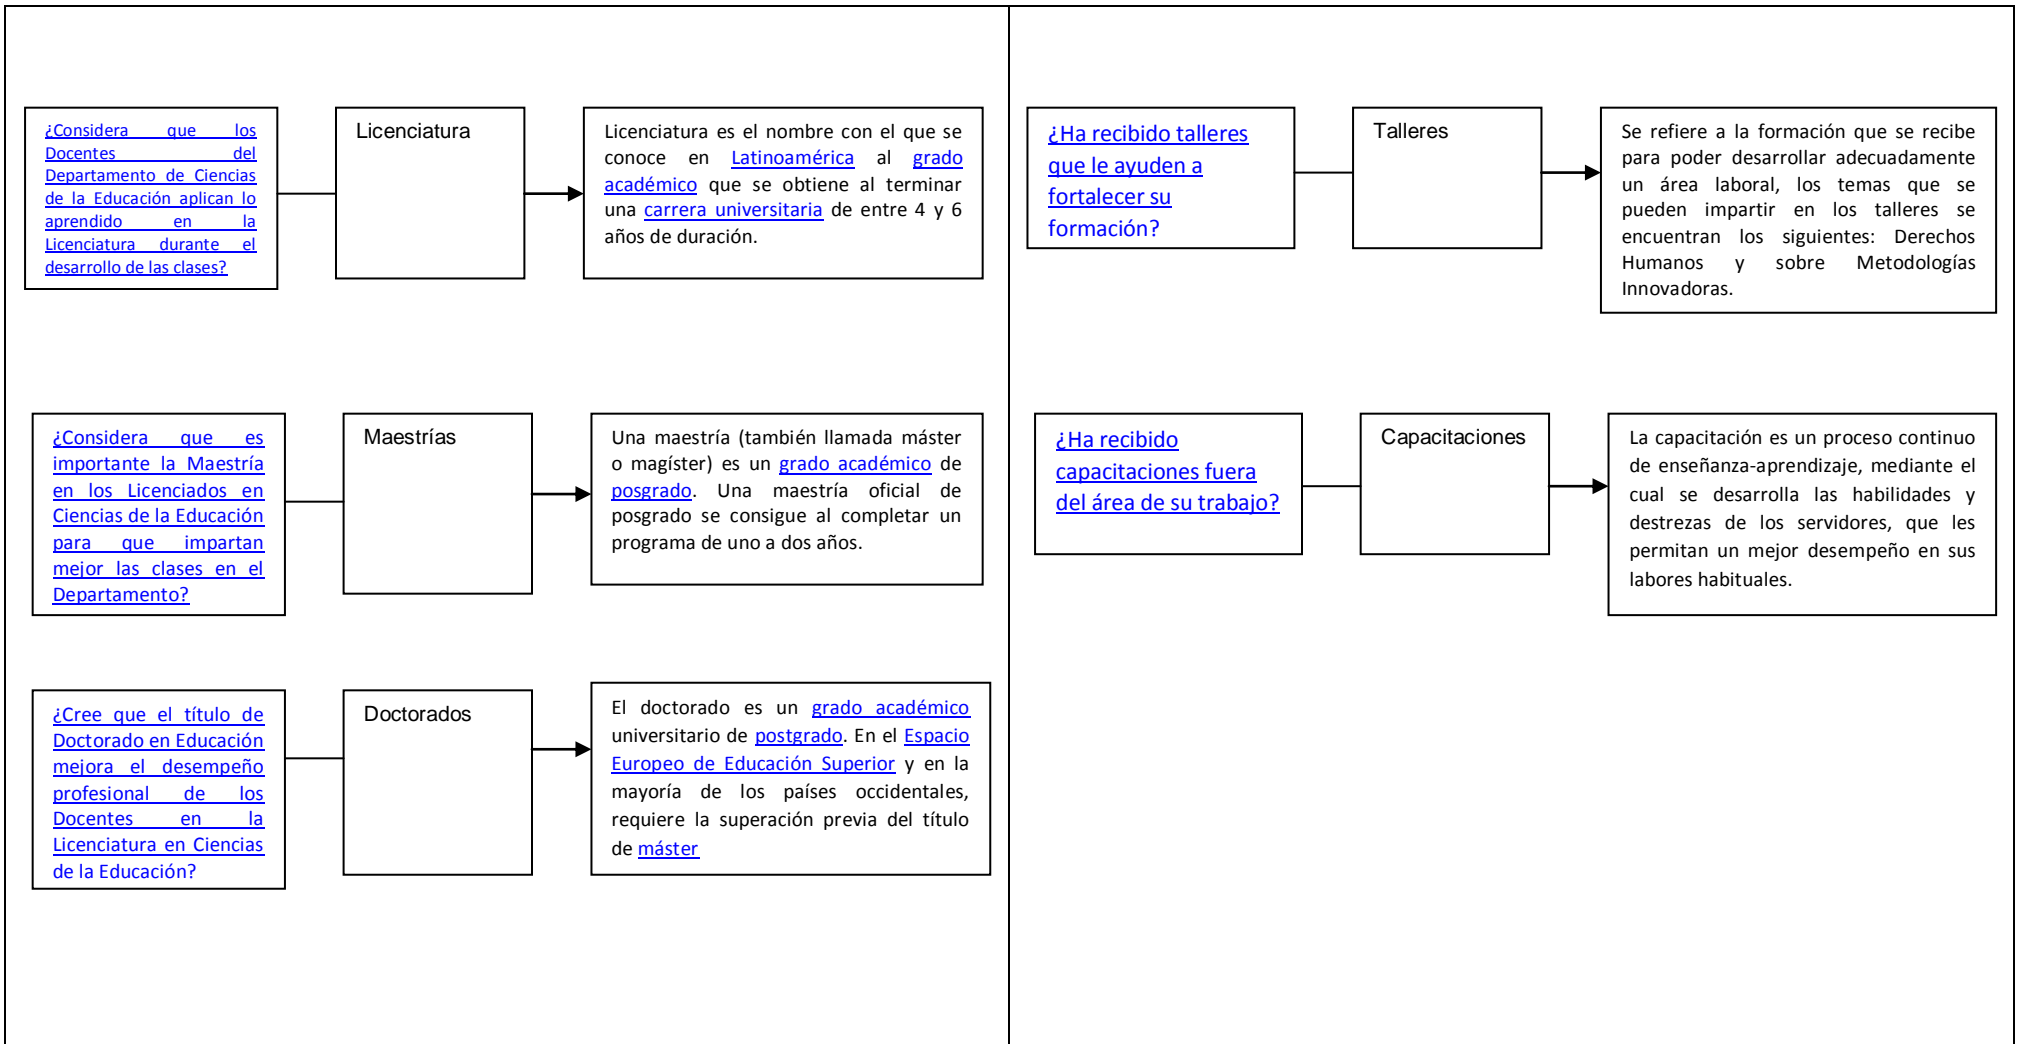 ¿Considera que los
Docentes del
Departamento de Ciencias
de la Educación aplican lo
aprendido en la
Licenciatura durante el
desarrollo de las clases?
Licenciatura
Licenciatura es el nombre con el que se
conoce en Latinoamérica al grado
académico que se obtiene al terminar
una carrera universitaria de entre 4 y 6
años de duración.
¿Considera que es
importante la Maestría
en los Licenciados en
Ciencias de la Educación
para que impartan
mejor las clases en el
Departamento?
Maestrías
Una maestría (también llamada máster
o magíster) es un grado académico de
posgrado. Una maestría oficial de
posgrado se consigue al completar un
programa de uno a dos años.
¿Cree que el título de
Doctorado en Educación
mejora el desempeño
profesional de los
Docentes en la
Licenciatura en Ciencias
de la Educación?
Doctorados
El doctorado es un grado académico
universitario de postgrado. En el Espacio
Europeo de Educación Superior y en la
mayoría de los países occidentales,
requiere la superación previa del título
de máster
¿Ha recibido talleres
que le ayuden a
fortalecer su
formación?
Talleres
Se refiere a la formación que se recibe
para poder desarrollar adecuadamente
un área laboral, los temas que se
pueden impartir en los talleres se
encuentran los siguientes: Derechos
Humanos y sobre Metodologías
Innovadoras.
¿Ha recibido
capacitaciones fuera
del área de su trabajo?
Capacitaciones
La capacitación es un proceso continuo
de enseñanza-aprendizaje, mediante el
cual se desarrolla las habilidades y
destrezas de los servidores, que les
permitan un mejor desempeño en sus
labores habituales.